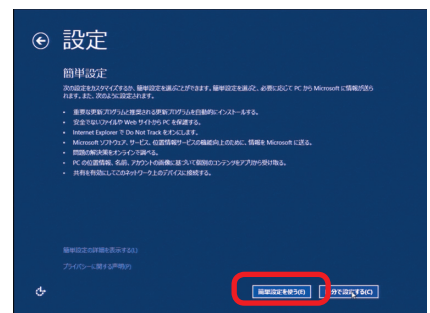 設定
簡単設定
次の設定をカスタマイズするか、簡単設定を選ぶことができます。簡単設定を選ぶと、必要に応じて PC から Microsoft に情報が送ら
れます。また、次のように設定されます。
• 重要な更新プログラムと推奨される更新プログラムを自動的にインストールする。
• 安全でないファイルや Web サイトから PC を保護する。
• Internet Explorer で Do Not Track をオンにします。
• Microsoft ソフトウェア、サービス、位置情報サービスの機能向上のために、情報を Microsoft に送る。
• 問題の解決策をオンラインで調べる。
• PC の位置情報、名前、アカウントの画像に基づいて個別のコンテンツをアプリから受け取る。
• 共有を有効にしてこのネットワーク上のデバイスに接続する。
簡単設定の詳細を表示する(L)
プライバシーに関する声明(P)
簡単設定を使う(E)
自分で設定する(C)